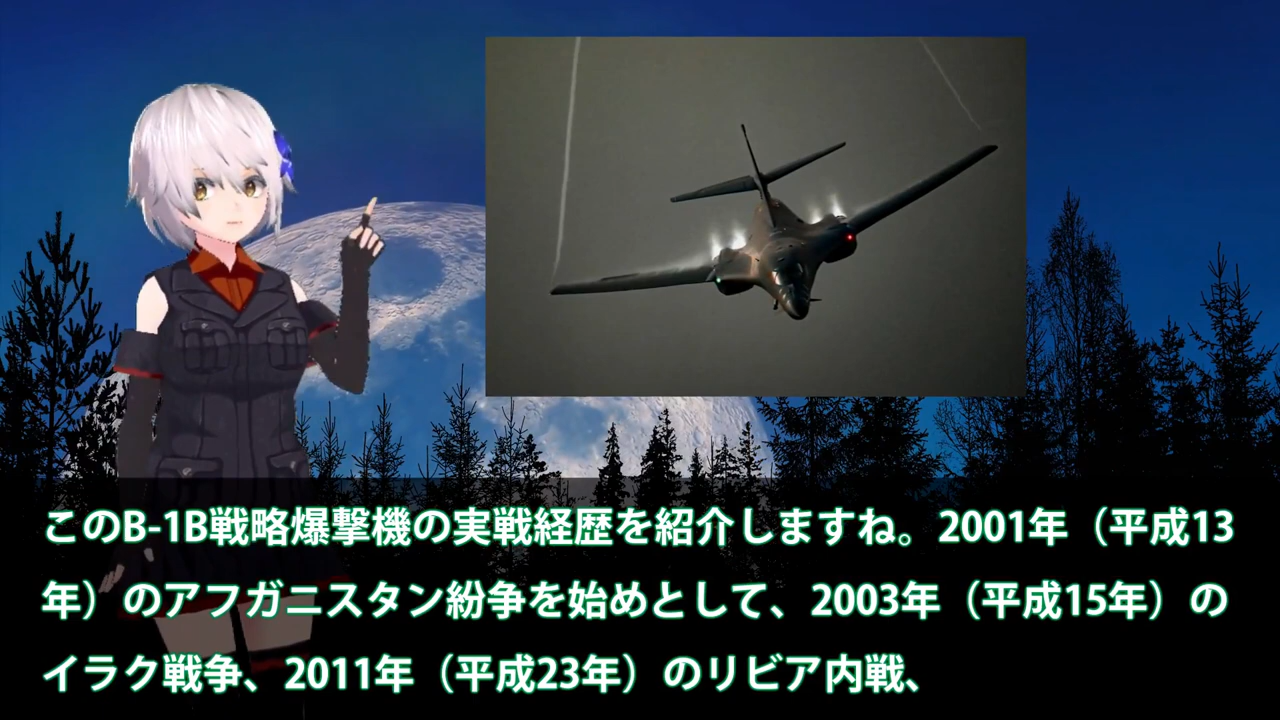 このB-1B戦略爆撃機の実戦経歴を紹介しますね。2001年（平成13
年）のアフガニスタン紛争を始めとして、2003年（平成15年）の
イラク戦争、2011年（平成23年）のリビア内戦、